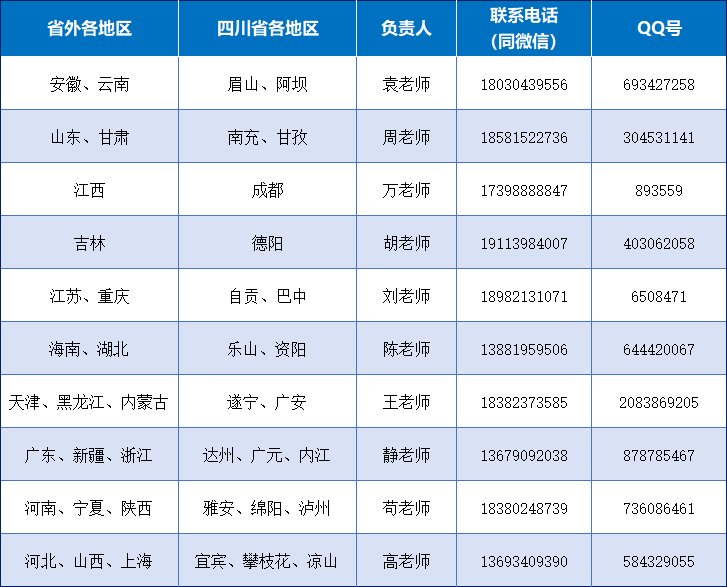 省外各地区 四川省各地区 负责人 联系电话 QQ号
（同微信）
安徽、云南 眉山、阿坝 袁老师 18030439556 693427258
山东、甘肃 南充、甘孜 周老师 18581522736 304531141
江西 成都 万老师 17398888847 893559
吉林 德阳 胡老师 19113984007 403062058
江苏、重庆 自贡、巴中 刘老师 18982131071 6508471
海南、湖北 乐山、资阳 陈老师 13881959506 644420067
天津、黑龙江、内蒙古 遂宁、广安 王老师 18382373585 2083869205
广东、新疆、浙江 达州、广元、内江 静老师 13679092038 878785467
河南、宁夏、陕西 雅安、绵阳、泸州 苟老师 18380248739 736086461
河北、山西、上海 宜宾、攀枝花、凉山 高老师 13693409390 584329055